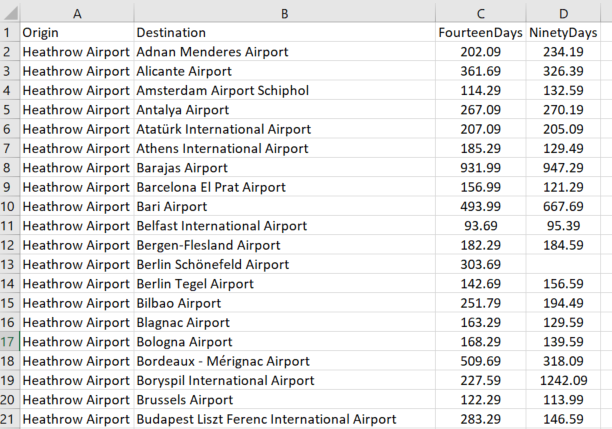 A B C D
1 Origin Destination FourteenDays NinetyDays
2 Heathrow Airport Adnan Menderes Airport 202.09 234.19
3 Heathrow Airport Alicante Airport 361.69 326.39
4 Heathrow Airport Amsterdam Airport Schiphol 114.29 132.59
5 Heathrow Airport Antalya Airport 267.09 270.19
6 Heathrow Airport Atatürk International Airport 207.09 205.09
7 Heathrow Airport Athens International Airport 185.29 129.49
8 Heathrow Airport Barajas Airport 931.99 947.29
9 Heathrow Airport Barcelona El Prat Airport 156.99 121.29
10 Heathrow Airport Bari Airport 493.99 667.69
11 Heathrow Airport Belfast International Airport 93.69 95.39
12 Heathrow Airport Bergen-Flesland Airport 182.29 184.59
13 Heathrow Airport Berlin Schönefeld Airport 303.69
14 Heathrow Airport Berlin Tegel Airport 142.69 156.59
15 Heathrow Airport Bilbao Airport 251.79 194.49
16 Heathrow Airport Blagnac Airport 163.29 129.59
17 Heathrow Airport Bologna Airport 168.29 139.59
18 Heathrow Airport Bordeaux - Mérignac Airport 509.69 318.09
19 Heathrow Airport Boryspil International Airport 227.59 1242.09
20 Heathrow Airport Brussels Airport 122.29 113.99
21 Heathrow Airport Budapest Liszt Ferenc International Airport 283.29 146.59